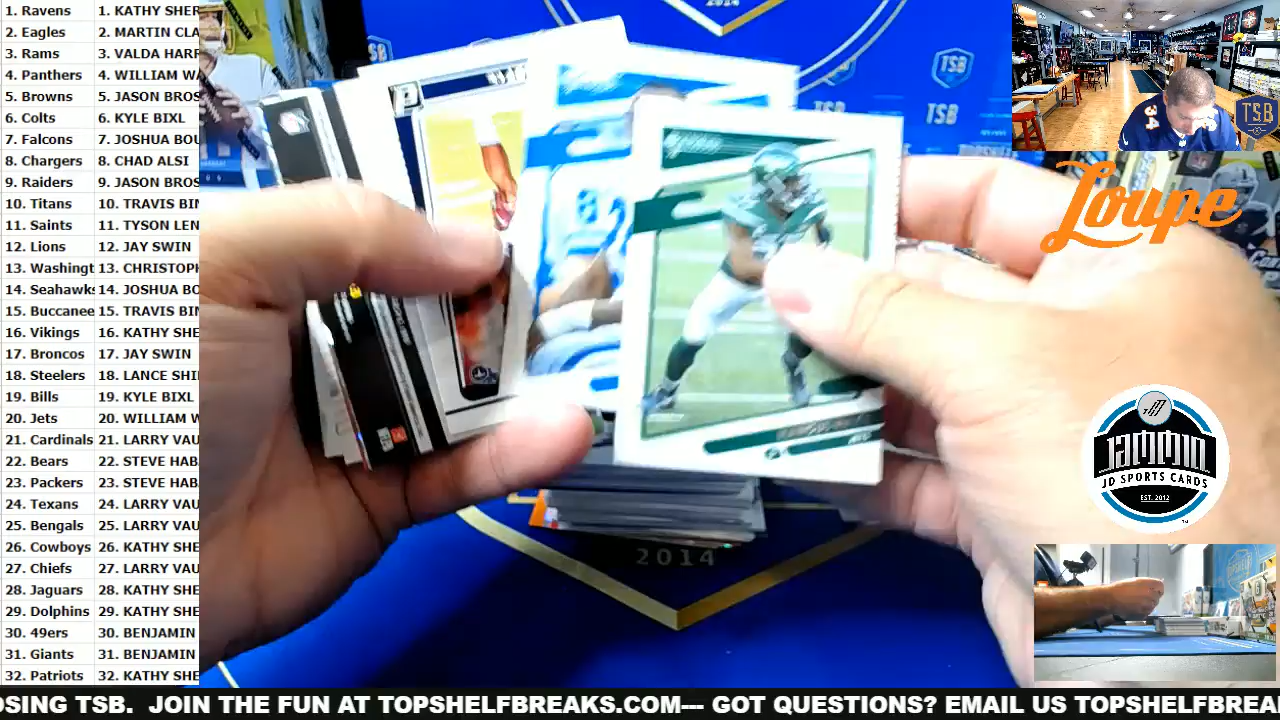 1. Ravens 1. KATHY SHER
2. Eagles 2. MARTIN CLA
3. Rams 3. VALDA HARR
4. Panthers 4. WILLIAM WA
5. Browns 5. JASON BROS
6. Colts 6. KYLE BIXL
7. Falcons 7. JOSHUA BOU
8. Chargers 8. CHAD ALSI
9. Raiders 9. JASON BROS
10. Titans 10. TRAVIS BIN
11. Saints 11. TYSON LEN
12. Lions 12. JAY SWIN
13. Washingt 13. CHRISTOPH
14. Seahawks 14. JOSHUA BO
15. Buccanee 15. TRAVIS BIN
16. Vikings 16. KATHY SHE
17. Broncos 17. JAY SWIN
18. Steelers 18. LANCE SHI
19. Bills 19. KYLE BIXL
20. Jets 20. WILLIAM W
21. Cardinals 21. LARRY VAU
22. Bears 22. STEVE HAB
23. Packers 23. STEVE HAB
24. Texans 24. LARRY VAU
25. Bengals 25. LARRY VAU
26. Cowboys 26. KATHY SHE
27. Chiefs 27. LARRY VAU
28. Jaguars 28. KATHY SHE
29. Dolphins 29. KATHY SHE
30. 49ers 30. BENJAMIN
31. Giants 31. BENJAMIN
32. Patriots 32. KATHY SHE
2014
TSB
TSB
TSB
34
TSB
Loupe
JAMMIN
JD SPORTS CARDS
EST. 2012
2014
OSING TSB. JOIN THE FUN AT TOPSHELFBREAKS.COM--- GOT QUESTIONS? EMAIL US TOPSHELFBREA